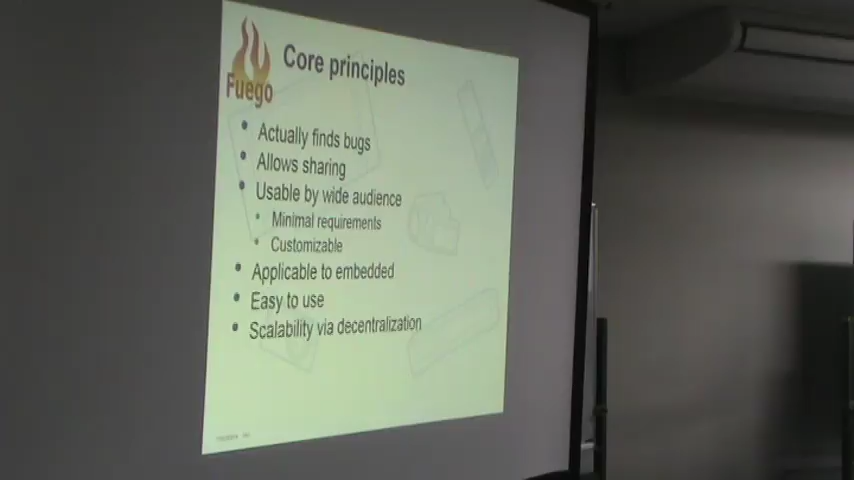 Fuego
Core principles
Actually finds bugs
Allows sharing
Usable by wide audience
Minimal requirements
Customizable
Applicable to embedded
Easy to use
Scalability via decentralization